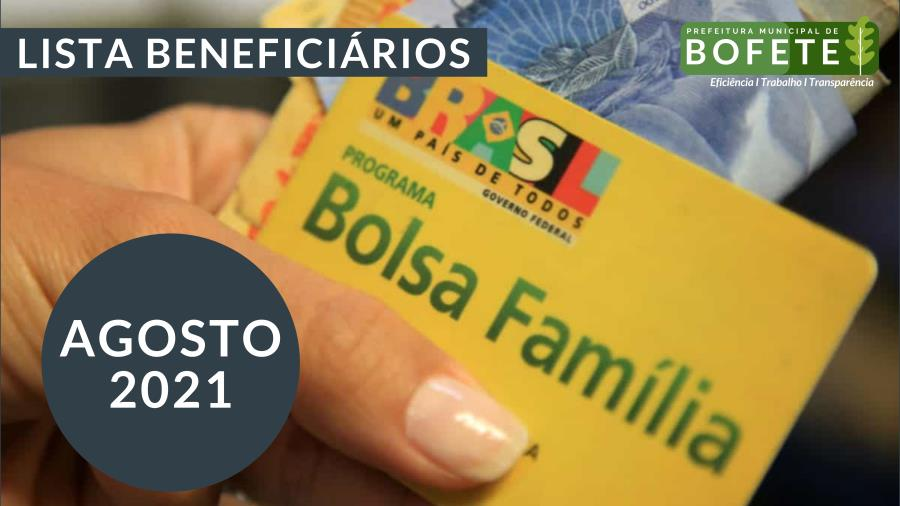 LISTA BENEFICIÁRIOS
PREFEITURA MUNICIPAL DE
BOFETE
Eficiência I Trabalho I Transparência
BRASIL
UM PAÍS DE TODOS
GOVERNO FEDERAL
PROGRAMA
Bolsa Família
A
AGOSTO
2021